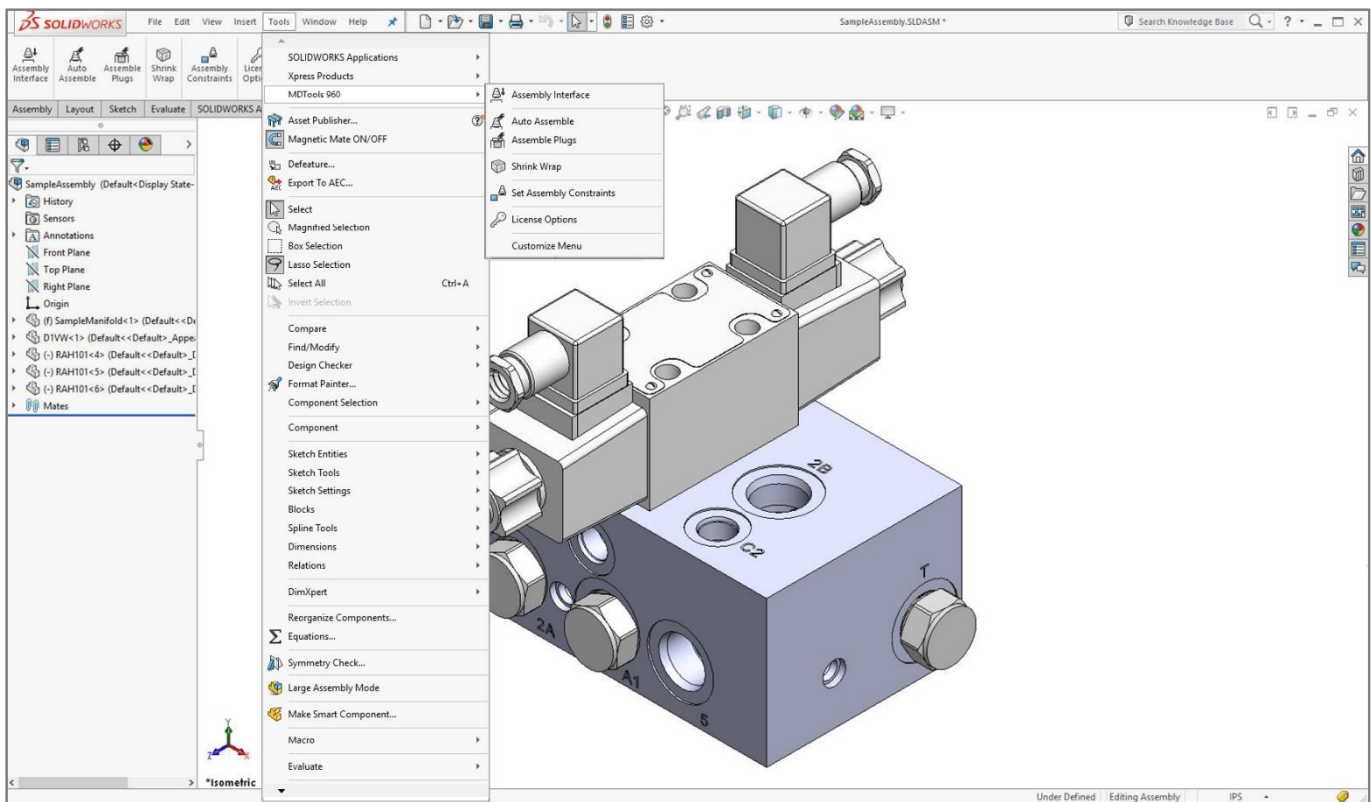 SOLIDWORKS File Edit View Insert Tools Window Help
SampleAssembly.SLDASM *
Search Knowledge Base
Assembly Interface
Auto Assemble
Assemble Plugs
Shrink Wrap
Assembly Constraints
Assembly Layout Sketch Evaluate SOLIDWORKS A
SampleAssembly (Default<Display State-
History
Sensors
Annotations
Front Plane
Top Plane
Right Plane
Origin
(f) SampleManifold<1> (Default<<De
D1VW<1> (Default<<Default>_Appe
(-) RAH101<4> (Default<<Default>_D
(-) RAH101<5> (Default<<Default>_D
(-) RAH101<6> (Default<<Default>_D
Mates
SOLIDWORKS Applications
Xpress Products
MDTools 960
Asset Publisher...
Magnetic Mate ON/OFF
Defeature...
Export To AEC...
Select
Magnified Selection
Box Selection
Lasso Selection
Select All Ctrl+A
Invert Selection
Compare
Find/Modify
Design Checker
Format Painter...
Component Selection
Component
Sketch Entities
Sketch Tools
Sketch Settings
Blocks
Spline Tools
Dimensions
Relations
DimXpert
Reorganize Components...
Equations...
Symmetry Check...
Large Assembly Mode
Make Smart Component...
Macro
Evaluate
Assembly Interface
Auto Assemble
Assemble Plugs
Shrink Wrap
Set Assembly Constraints
License Options
Customize Menu
2B
C2
T
2A
A1
5
Y
Z
X
*Isometric
Under Defined Editing Assembly IPS